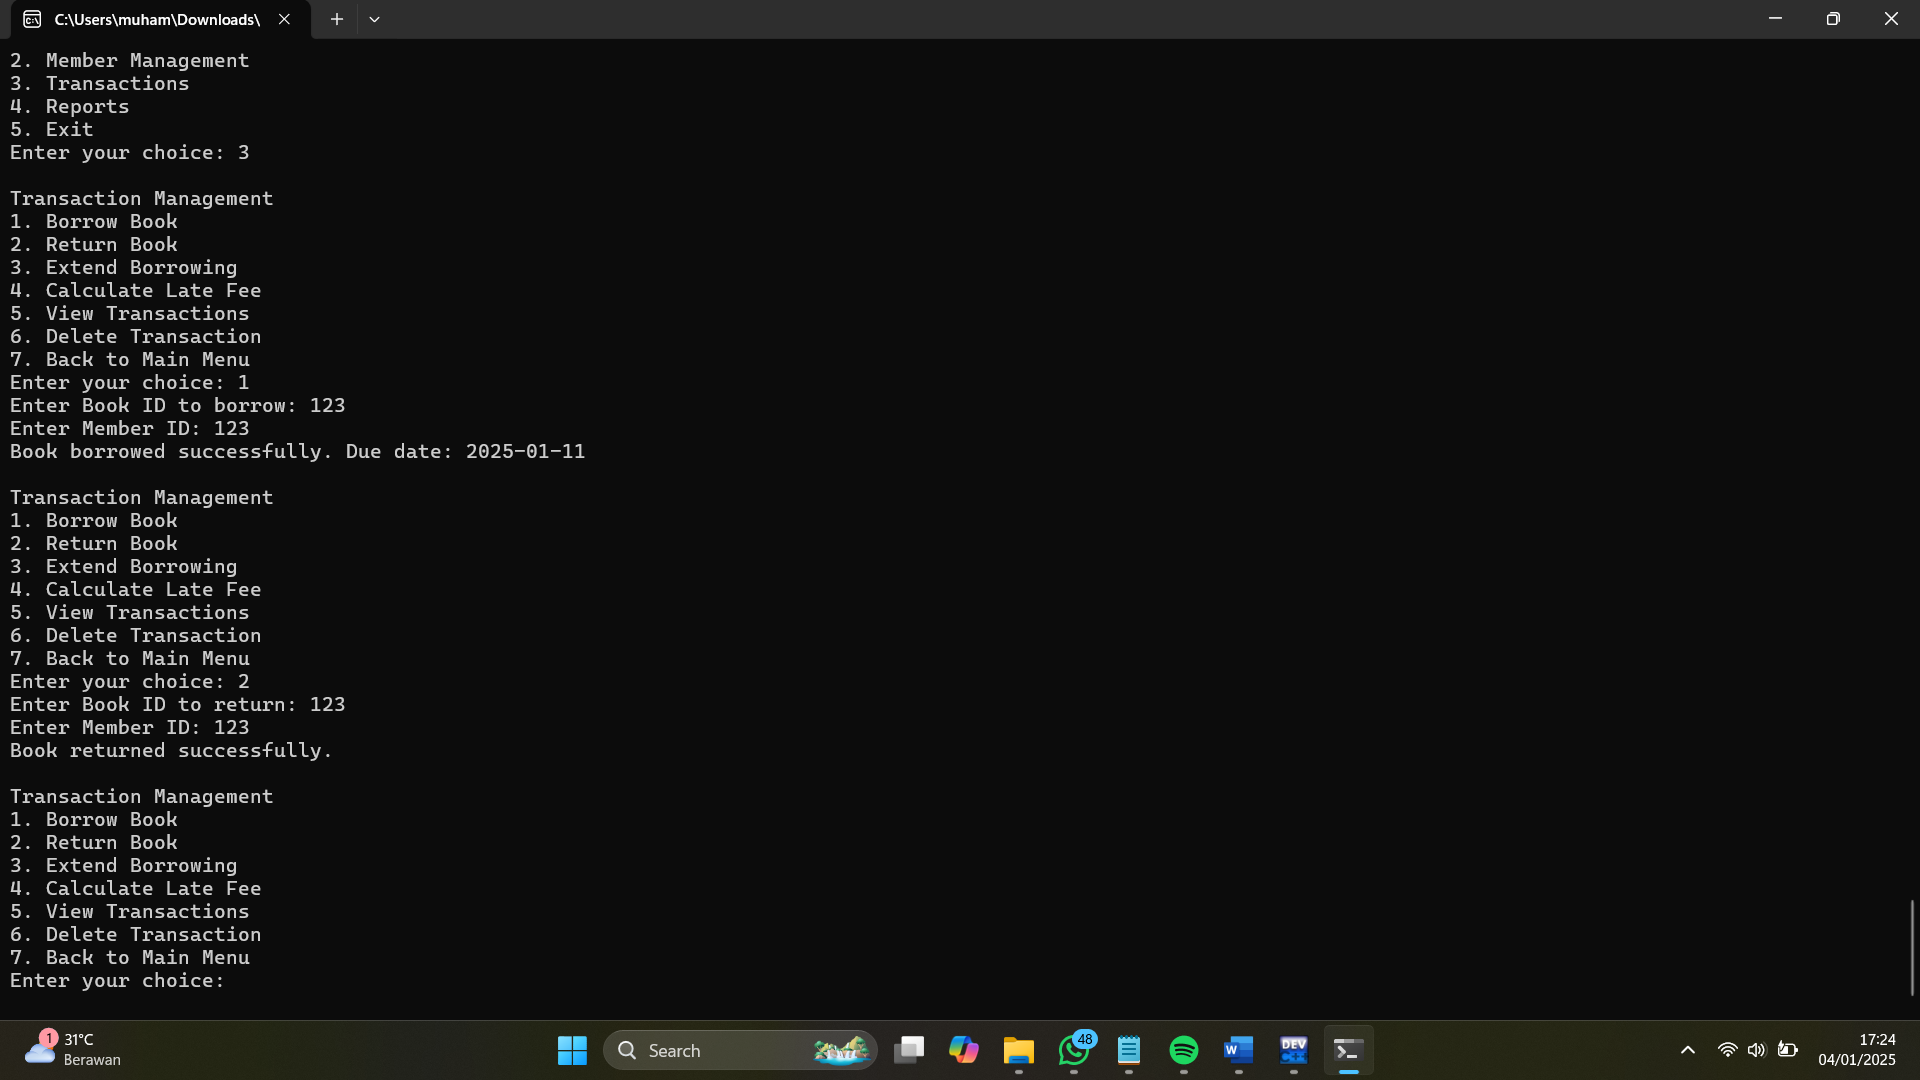 C:\Users\muham\Downloads\
2. Member Management
3. Transactions
4. Reports
5. Exit
Enter your choice: 3
Transaction Management
1. Borrow Book
2. Return Book
3. Extend Borrowing
4. Calculate Late Fee
5. View Transactions
6. Delete Transaction
7. Back to Main Menu
Enter your choice: 1
Enter Book ID to borrow: 123
Enter Member ID: 123
Book borrowed successfully. Due date: 2025-01-11
Transaction Management
1. Borrow Book
2. Return Book
3. Extend Borrowing
4. Calculate Late Fee
5. View Transactions
6. Delete Transaction
7. Back to Main Menu
Enter your choice: 2
Enter Book ID to return: 123
Enter Member ID: 123
Book returned successfully.
Transaction Management
1. Borrow Book
2. Return Book
3. Extend Borrowing
4. Calculate Late Fee
5. View Transactions
6. Delete Transaction
7. Back to Main Menu
Enter your choice:
1
31°C
Berawan
Search
48
W
DEV
17:24
04/01/2025